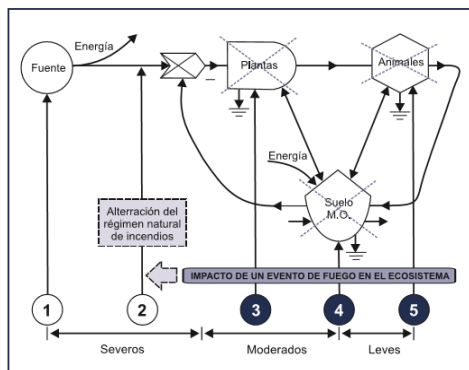 Energía
Fuente
Plantas
Animales
Energía
Suelo
M.O.
Alterración del
régimen natural
de incendios
IMPACTO DE UN EVENTO DE FUEGO EN EL ECOSISTEMA
1 2 3 4 5
Severos Moderados Leves